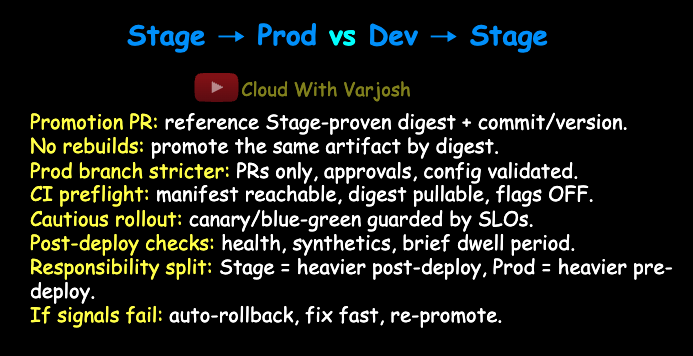 Stage → Prod vs Dev → Stage
Cloud With Varjosh
Promotion PR: reference Stage-proven digest + commit/version.
No rebuilds: promote the same artifact by digest.
Prod branch stricter: PRs only, approvals, config validated.
CI preflight: manifest reachable, digest pullable, flags OFF.
Cautious rollout: canary/blue-green guarded by SLOs.
Post-deploy checks: health, synthetics, brief dwell period.
Responsibility split: Stage = heavier post-deploy, Prod = heavier pre-
deploy.
If signals fail: auto-rollback, fix fast, re-promote.